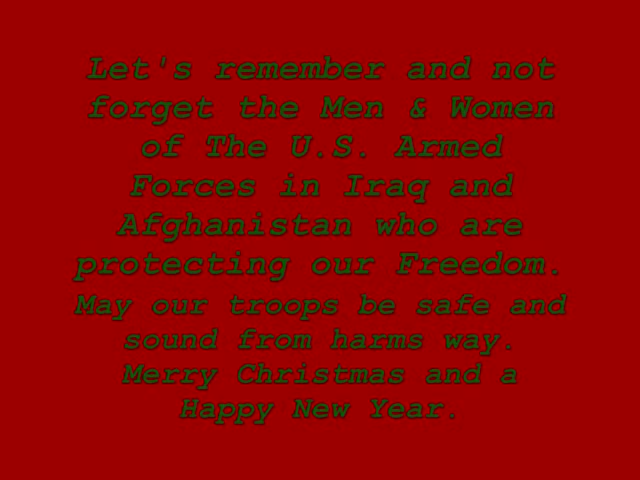 Let's remember and not
forget the Men & Women
of The U.S. Armed
Forces in Iraq and
Afghanistan who are
protecting our Freedom.
May our troops be safe and
sound from harms way.
Merry Christmas and a
Happy New Year.